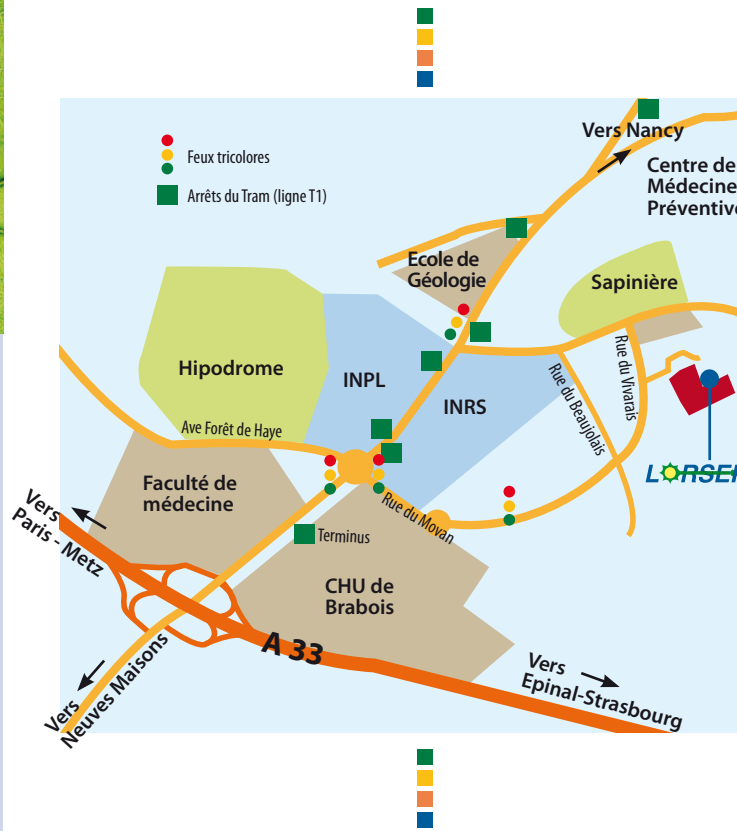 Vers Nancy
Feux tricolores
Centre de
Médecine
Préventive
Arrêts du Tram (ligne T1)
Ecole de
Géologie
Sapinière
Hipodrome
INPL
INRS
Rue du Vivarais
Rue du Beaujolais
Ave Forêt de Haye
Faculté de
médecine
Rue du Movan
Vers
Paris - Metz
Terminus
CHU de
Brabois
A 33
Vers
Epinal-Strasbourg
Vers
Neuves Maisons